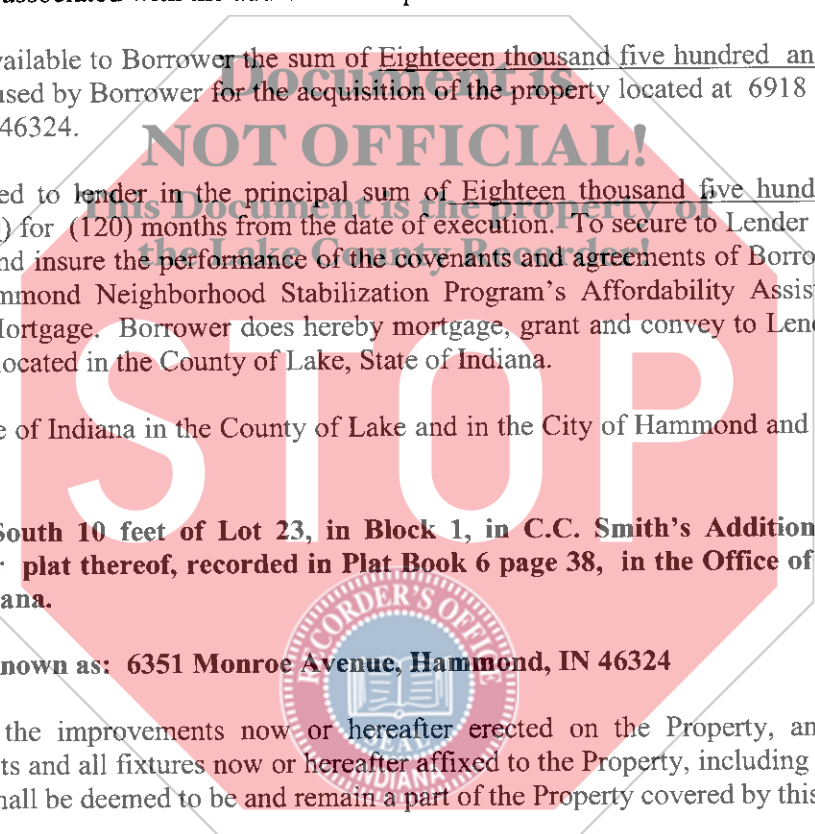 associated with the
vailable to Borrower the sum of Eighteeen thousand five hundred an
used by Borrower for the acquisition of the property located at 6918
46324.
ed to lender in the principal sum of Eighteen thousand five hund
) for (120) months from the date of execution. To secure to Lender
nd insure the performance of the covenants and agreements of Borro
mmond Neighborhood Stabilization Program's Affordability Assis
Mortgage. Borrower does hereby mortgage, grant and convey to Lend
located in the County of Lake, State of Indiana.
e of Indiana in the County of Lake and in the City of Hammond and
South 10 feet of Lot 23, in Block 1, in C.C. Smith's Addition
plat thereof, recorded in Plat Book 6 page 38, in the Office of
ana.
nown as: 6351 Monroe Avenue, Hammond, IN 46324
the improvements now or hereafter erected on the Property, an
ts and all fixtures now or hereafter affixed to the Property, including
hall be deemed to be and remain a part of the Property covered by this
Document is
NOT OFFICIAL!
This Document is the property of
the Lake County Recorder!
STOP
RECORDER'S OFFICE
SEAL
INDIANA